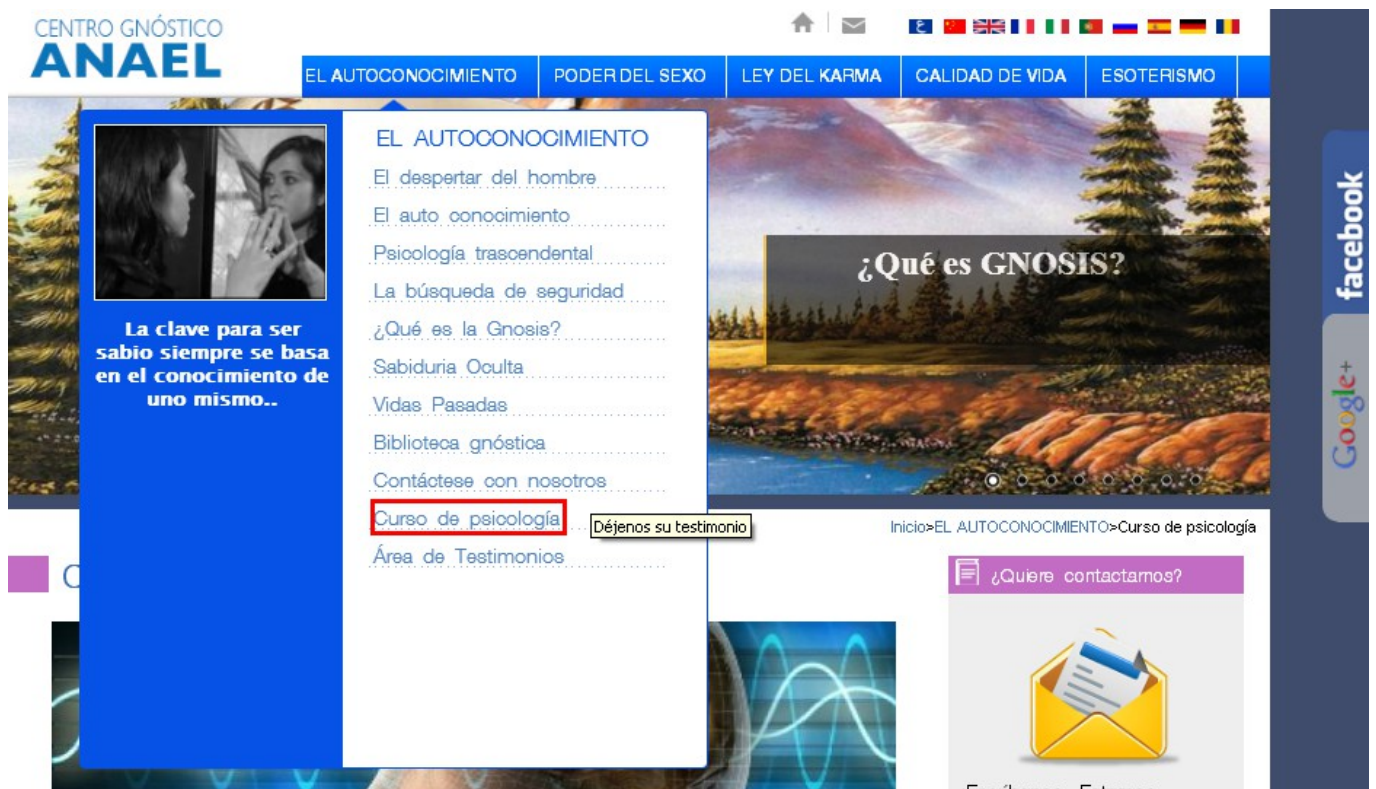 CENTRO GNÓSTICO
ANAEL
EL AUTOCONOCIMIENTO
PODER DEL SEXO
LEY DEL KARMA
CALIDAD DE VIDA
ESOTERISMO
La clave para ser
sabio siempre se basa
en el conocimiento de
uno mismo..
EL AUTOCONOCIMIENTO
El despertar del hombre
El auto conocimiento
Psicología trascendental
La búsqueda de seguridad
¿Qué es la Gnosis?
Sabiduria Oculta
Vidas Pasadas
Biblioteca gnóstica
Contáctese con nosotros
Curso de psicología
Déjenos su testimonio
Área de Testimonios
¿Qué es GNOSIS?
facebook
Google+
Inicio>EL AUTOCONOCIMIENTO>Curso de psicología
¿Quiere contactarnos?